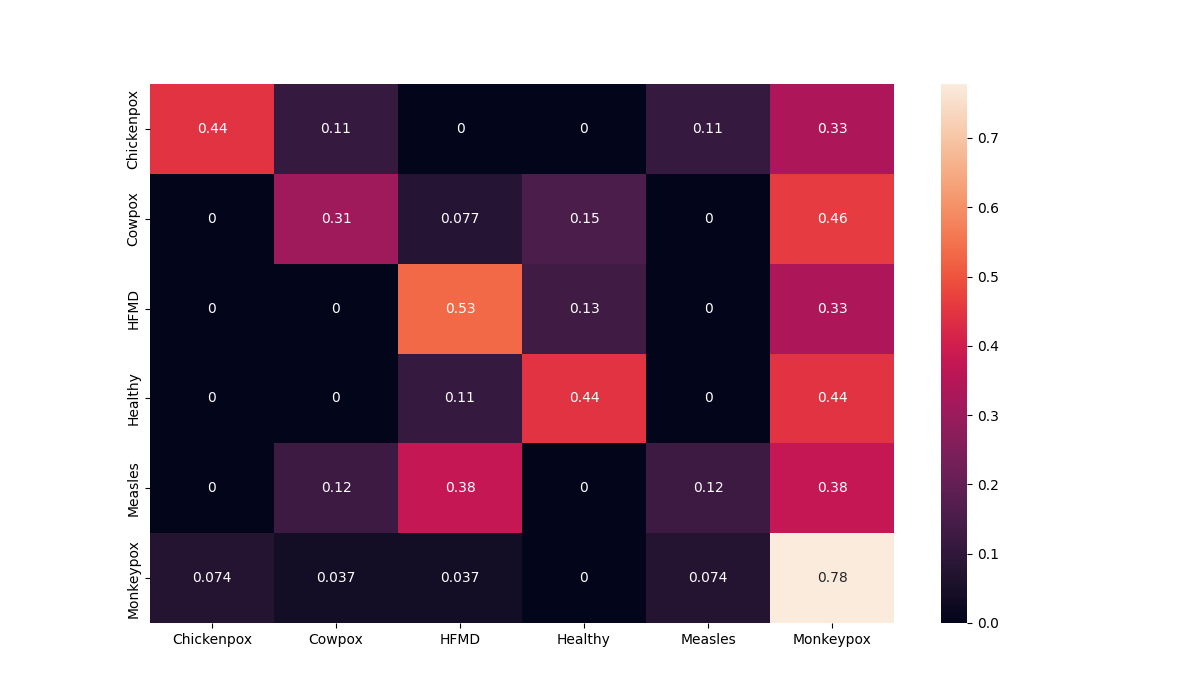 Chickenpox 0.44 0.11 0 0 0.11 0.33
Cowpox 0 0.31 0.077 0.15 0 0.46
HFMD 0 0 0.53 0.13 0 0.33
Healthy 0 0 0.11 0.44 0 0.44
Measles 0 0.12 0.38 0 0.12 0.38
Monkeypox 0.074 0.037 0.037 0 0.074 0.78
Chickenpox Cowpox HFMD Healthy Measles Monkeypox
0.7
0.6
0.5
0.4
0.3
0.2
0.1
0.0